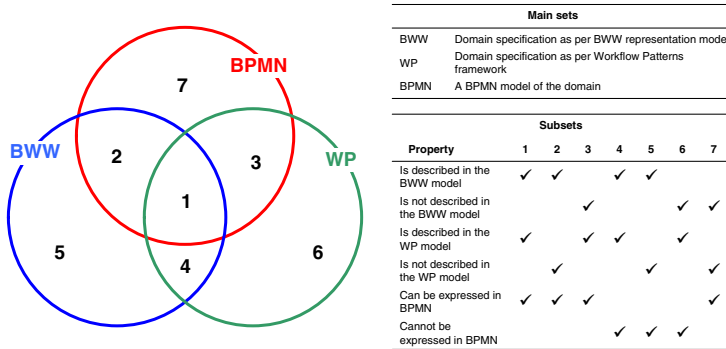 7
BPMN
BWW
2
3
WP
1
5
4
6
Main sets
BWW Domain specification as per BWW representation model
WP Domain specification as per Workflow Patterns
framework
BPMN A BPMN model of the domain
Subsets
Property 1 2 3 4 5 6 7
Is described in the
BWW model ✓ ✓ ✓ ✓
Is not described in
the BWW model ✓ ✓ ✓
Is described in the
WP model ✓ ✓ ✓ ✓
Is not described in
the WP model ✓ ✓ ✓
Can be expressed in
BPMN ✓ ✓ ✓ ✓
Cannot be
expressed in BPMN ✓ ✓ ✓